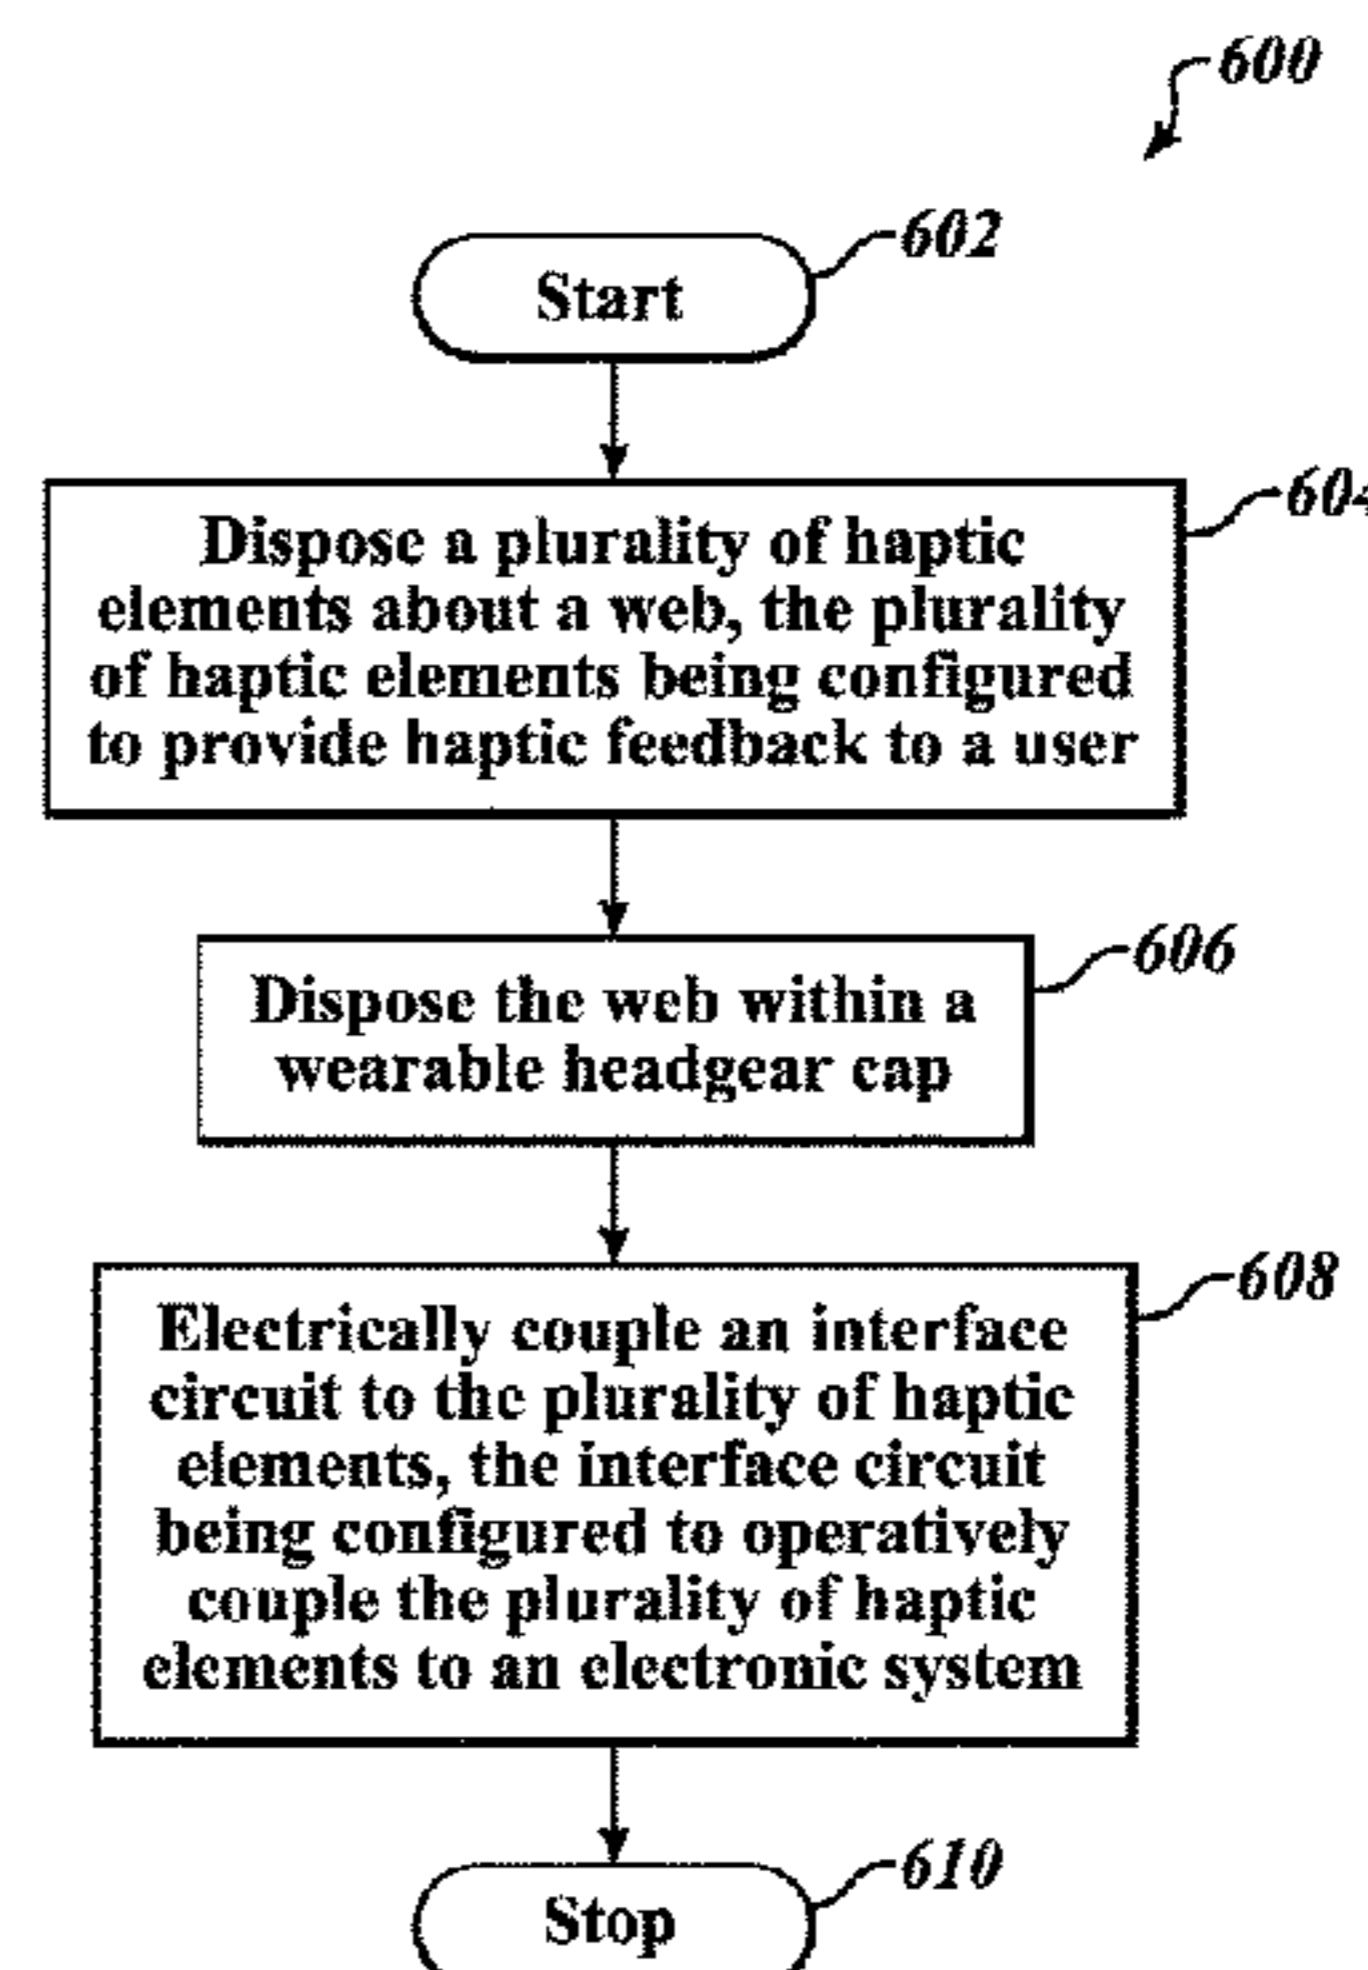 600
602
Start
604
Dispose a plurality of haptic
elements about a web, the plurality
of haptic elements being configured
to provide haptic feedback to a user
606
Dispose the web within a
wearable headgear cap
608
Electrically couple an interface
circuit to the plurality of haptic
elements, the interface circuit
being configured to operatively
couple the plurality of haptic
elements to an electronic system
610
Stop